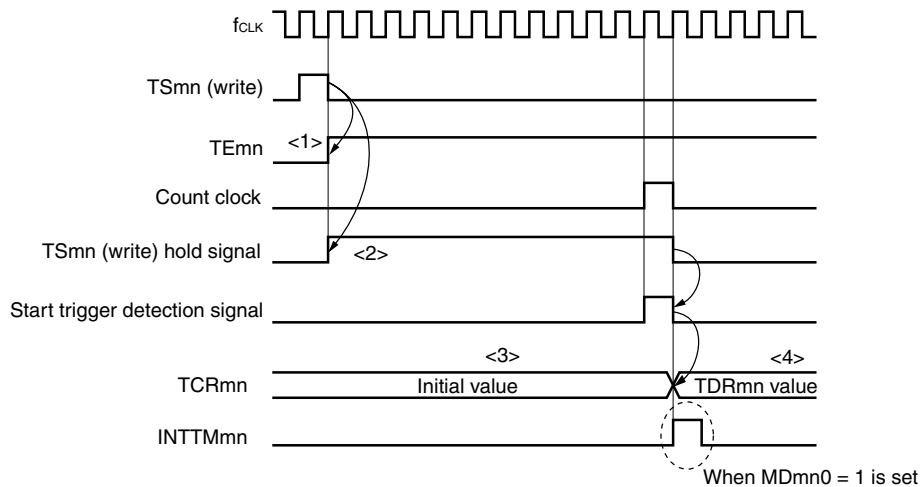 fCLK
TSmn (write)
<1>
TEmn
Count clock
TSmn (write) hold signal
<2>
Start trigger detection signal
<3>
<4>
TCRmn
Initial value
TDRmn value
INTTMmn
When MDmn0 = 1 is set